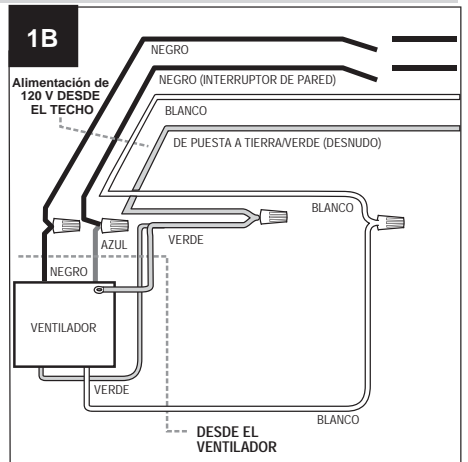 1B
NEGRO
NEGRO (INTERRUPTOR DE PARED)
Alimentación de
120 V DESDE
EL TECHO
BLANCO
DE PUESTA A TIERRA/VERDE (DESNUDO)
BLANCO
VERDE
AZUL
NEGRO
VENTILADOR
VERDE
BLANCO
DESDE EL
VENTILADOR